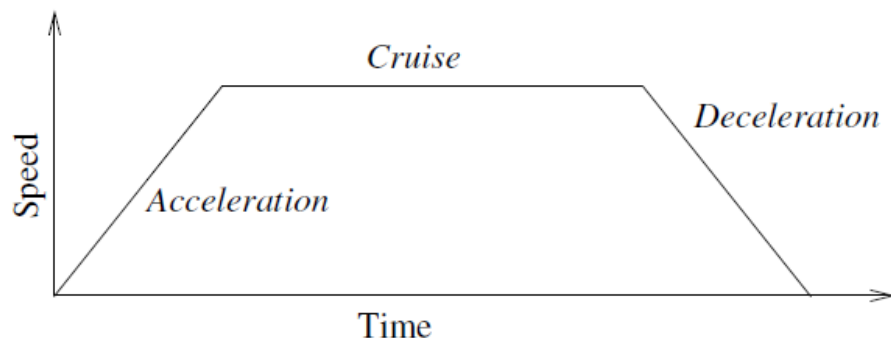 Cruise
Deceleration
Speed
Acceleration
Time